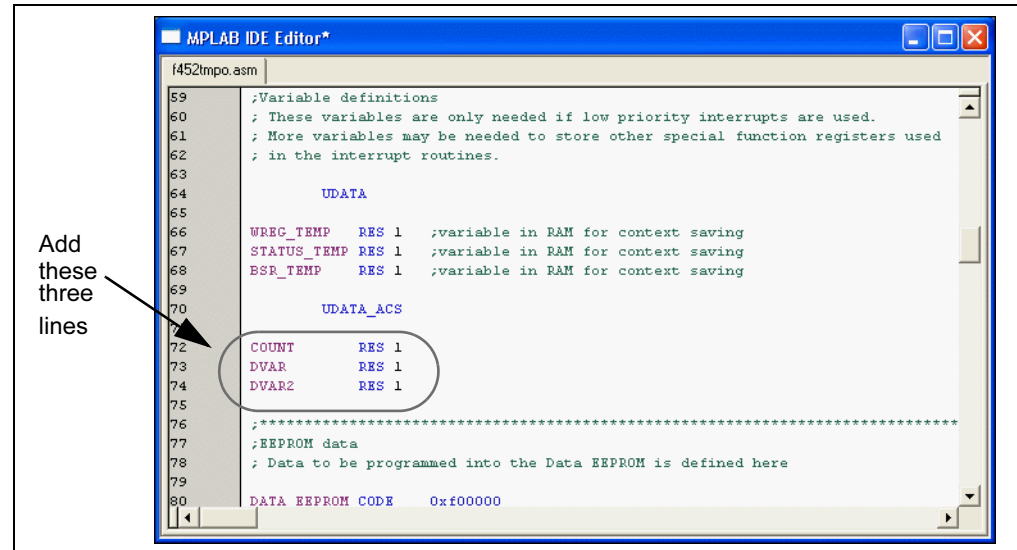 MPLAB IDE Editor*
f452tmpo.asm
59 ;Variable definitions
60 ; These variables are only needed if low priority interrupts are used.
61 ; More variables may be needed to store other special function registers used
62 ; in the interrupt routines.
63
64 UDATA
65
66 WREG_TEMP RES 1 ;variable in RAM for context saving
67 STATUS_TEMP RES 1 ;variable in RAM for context saving
68 BSR_TEMP RES 1 ;variable in RAM for context saving
69
70 UDATA_ACS
72 COUNT RES 1
73 DVAR RES 1
74 DVAR2 RES 1
75
76 ;******************************************************************************
77 ;EEPROM data
78 ; Data to be programmed into the Data EEPROM is defined here
79
80 DATA_EEPROM CODE 0xf00000
Add
these
three
lines